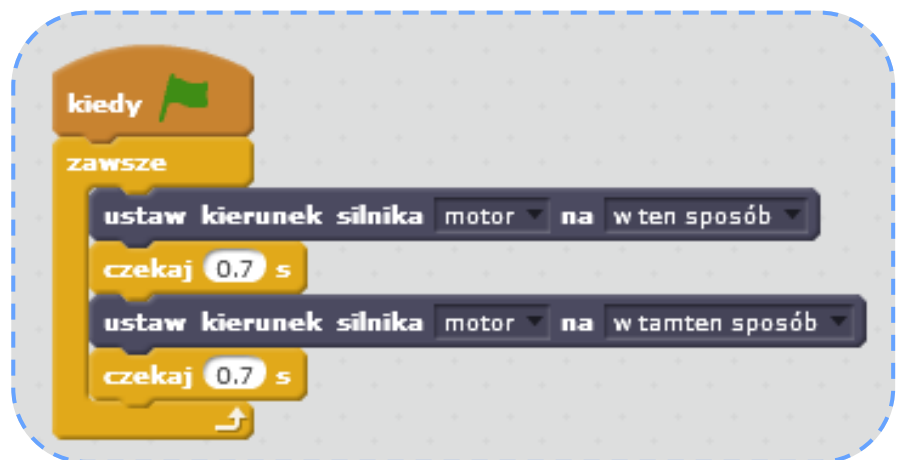 kiedy
zawsze
ustaw kierunek silnika motor na w ten sposób
czekaj 0.7 s
ustaw kierunek silnika motor na w tamten sposób
czekaj 0.7 s